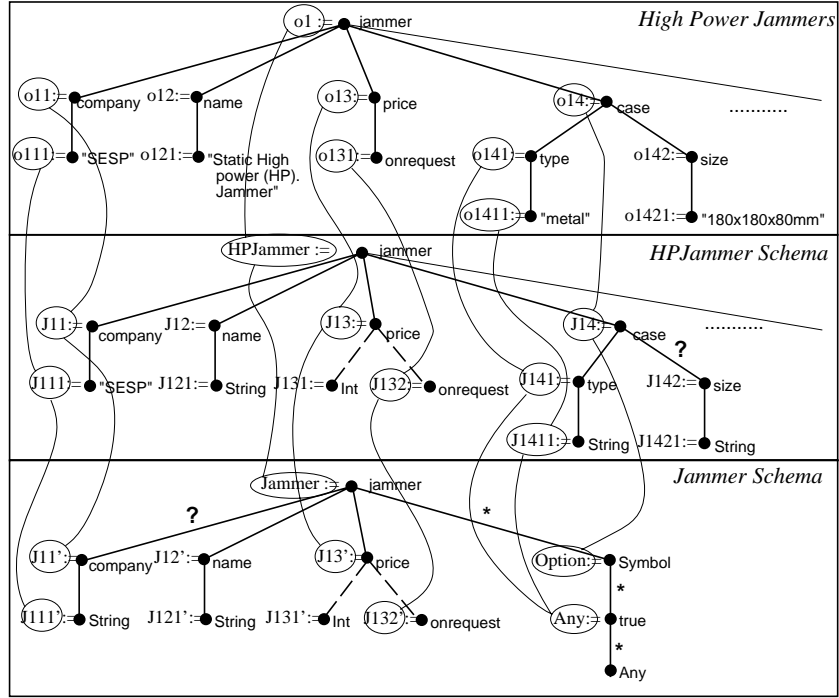 o1 := jammer High Power Jammers
o11:= company o12:= name o13:= price o14:= case ...........
o111:= "SESP" o121:= "Static High power (HP). Jammer" o131:= onrequest o141:= type o142:= size
o1411:= "metal" o1421:= "180x180x80mm"
HPJammer := jammer HPJammer Schema
J11:= company J12:= name J13:= price J14:= case ...........
?
J111:= "SESP" J121:= String J131:= Int J132:= onrequest J141:= type J142:= size
J1411:= String J1421:= String
Jammer := jammer Jammer Schema
? *
J11':= company J12':= name J13':= price Option:= Symbol
*
J111':= String J121':= String J131':= Int J132':= onrequest Any:= true
*
Any